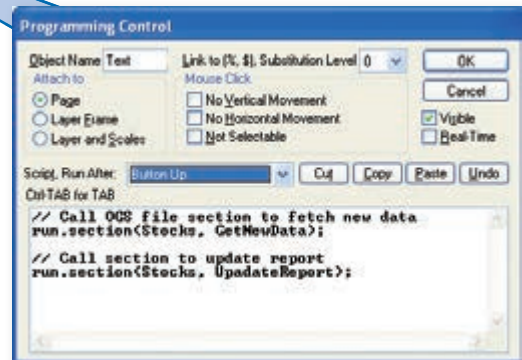 Programming Control
Object Name Text Link to (%, $), Substitution Level 0 OK
Attach to Mouse Click Cancel
Page No Vertical Movement Visible
Layer Frame No Horizontal Movement Real-Time
Layer and Scales Not Selectable
Script, Run After: Button Up Cut Copy Paste Undo
Ctrl-TAB for TAB
// Call OGS file section to fetch new data
run.section(Stocks, GetNewData);
// Call section to update report
run.section(Stocks, UpadateReport);